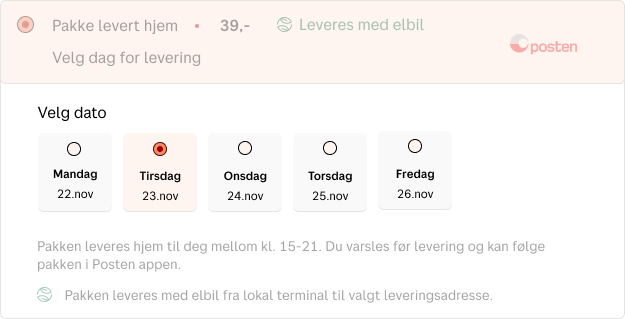 Pakke levert hjem • 39,- Leveres med elbil
posten
Velg dag for levering
Velg dato
Mandag
22.nov
Tirsdag
23.nov
Onsdag
24.nov
Torsdag
25.nov
Fredag
26.nov
Pakken leveres hjem til deg mellom kl. 15-21. Du varsles før levering og kan følge
pakken i Posten appen.
Pakken leveres med elbil fra lokal terminal til valgt leveringsadresse.